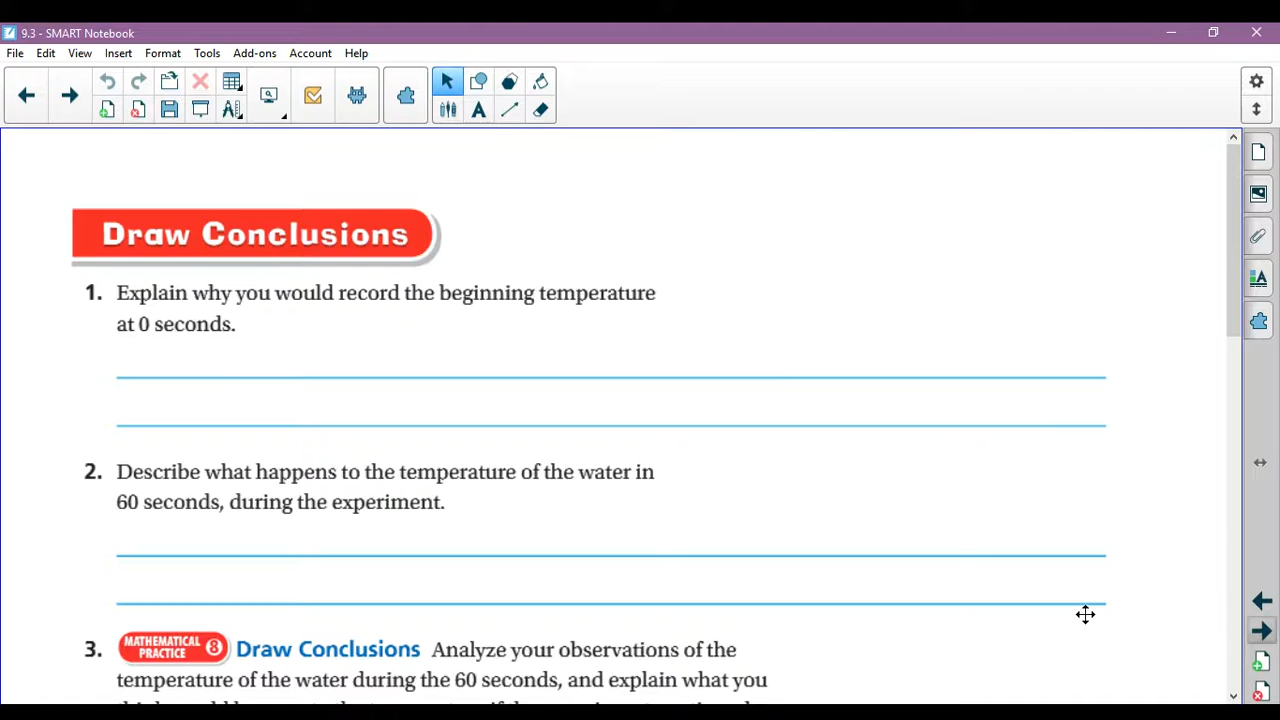 9.3 - SMART Notebook
File Edit View Insert Format Tools Add-ons Account Help
Draw Conclusions
1. Explain why you would record the beginning temperature
at 0 seconds.
2. Describe what happens to the temperature of the water in
60 seconds, during the experiment.
3. MATHEMATICAL PRACTICE 8 Draw Conclusions Analyze your observations of the
temperature of the water during the 60 seconds, and explain what you